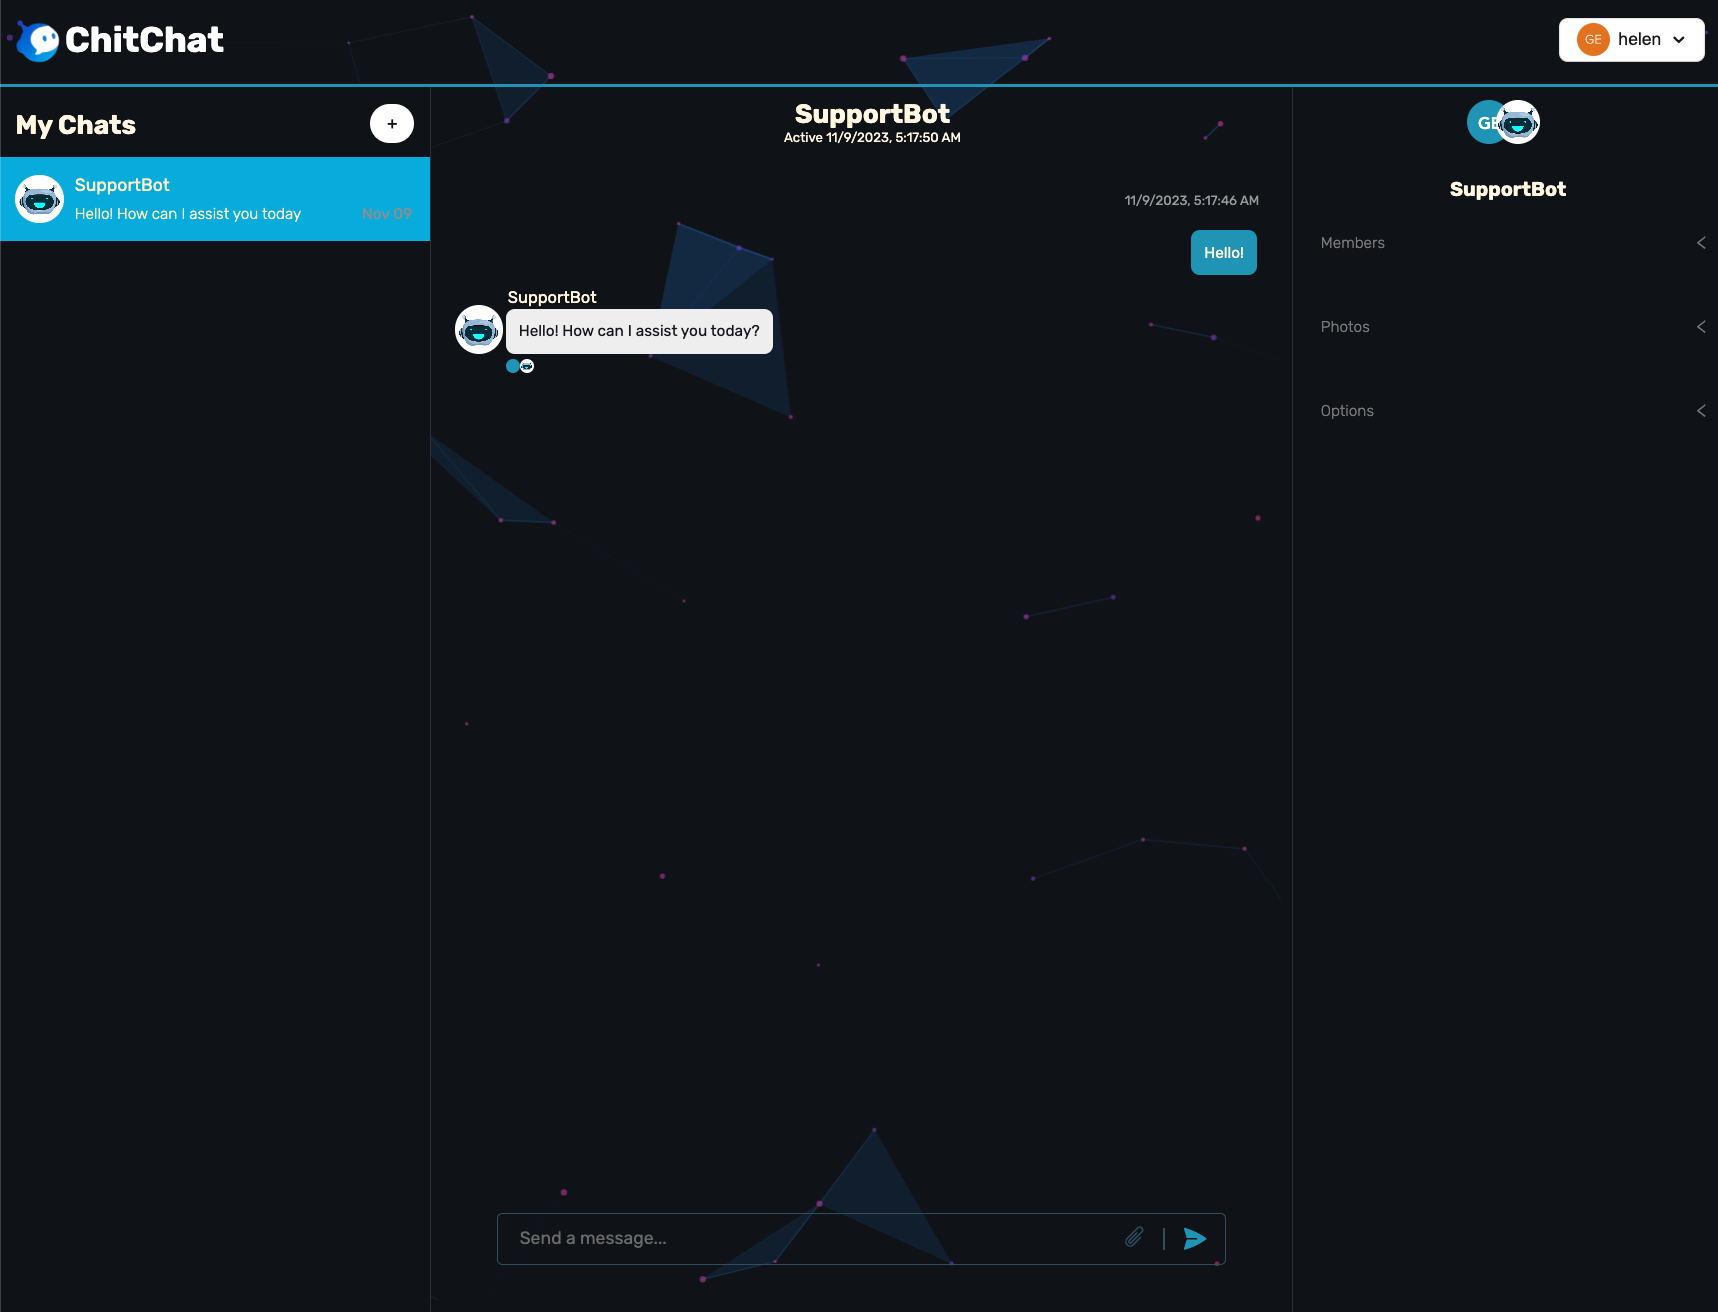 ChitChat
GE helen
My Chats
+
SupportBot
Hello! How can I assist you today
Nov 09
SupportBot
Active 11/9/2023, 5:17:50 AM
11/9/2023, 5:17:46 AM
Hello!
SupportBot
Hello! How can I assist you today?
Send a message...
GE
SupportBot
Members
Photos
Options